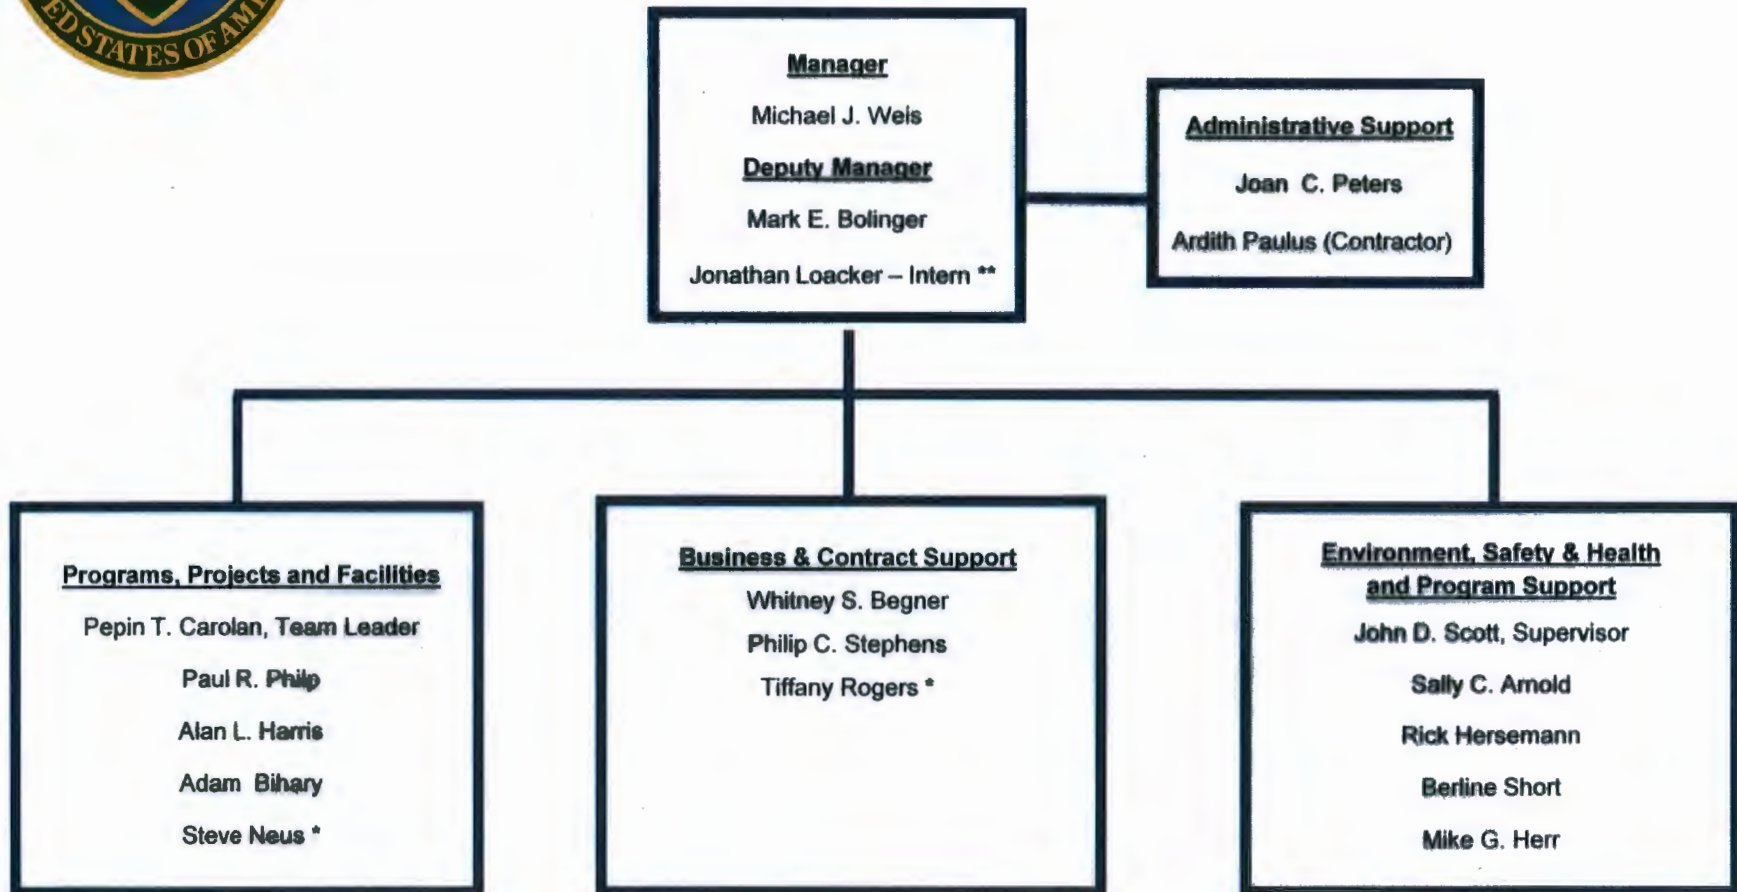 ED STATES OF AME
Manager
Michael J. Weis
Deputy Manager
Mark E. Bolinger
Jonathan Loacker – Intern **
Administrative Support
Joan C. Peters
Ardith Paulus (Contractor)
Programs, Projects and Facilities
Pepin T. Carolan, Team Leader
Paul R. Philp
Alan L. Harris
Adam Bihary
Steve Neus *
Business & Contract Support
Whitney S. Begner
Philip C. Stephens
Tiffany Rogers *
Environment, Safety & Health
and Program Support
John D. Scott, Supervisor
Sally C. Arnold
Rick Hersemann
Berline Short
Mike G. Herr